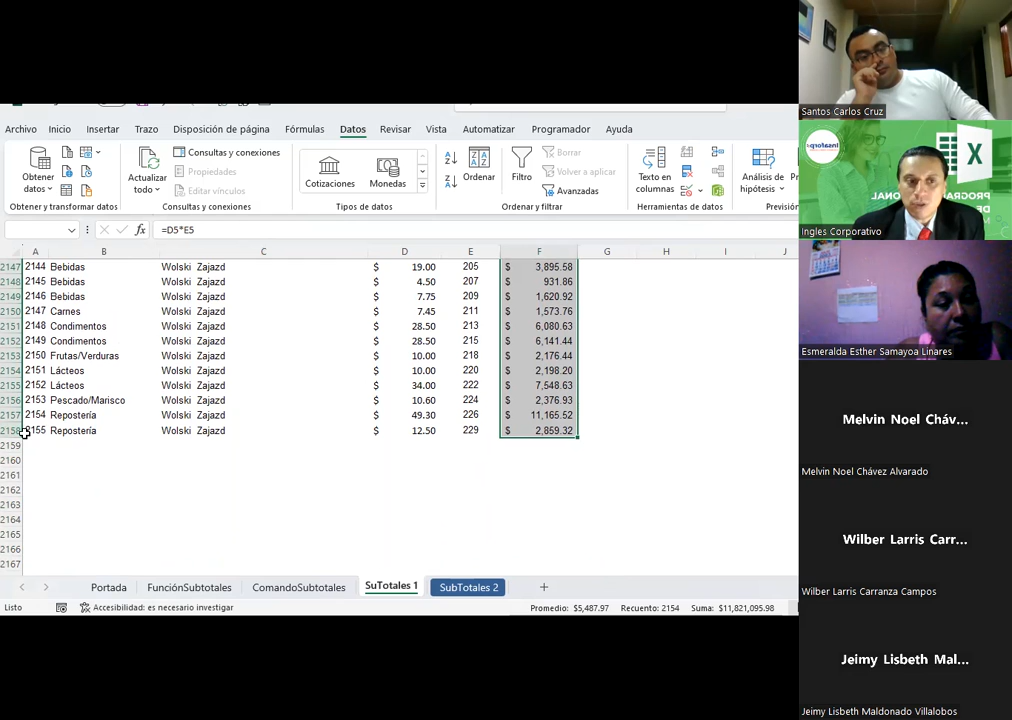 Archivo Inicio Insertar Trazo Disposición de página Fórmulas Datos Revisar Vista Automatizar Programador Ayuda
Obtener datos
Actualizar todo
Consultas y conexiones
Propiedades
Editar vínculos
Cotizaciones
Monedas
Ordenar
Filtro
Borrar
Volver a aplicar
Avanzadas
Texto en columnas
Análisis de hipótesis
Obtener y transformar datos
Consultas y conexiones
Tipos de datos
Ordenar y filtrar
Herramientas de datos
=D5*E5
A B C D E F G H I J
2147 2144 Bebidas Wolski Zajazd $ 19.00 205 $ 3,895.58
2148 2145 Bebidas Wolski Zajazd $ 4.50 207 $ 931.86
2149 2146 Bebidas Wolski Zajazd $ 7.75 209 $ 1,620.92
2150 2147 Carnes Wolski Zajazd $ 7.45 211 $ 1,573.76
2151 2148 Condimentos Wolski Zajazd $ 28.50 213 $ 6,080.63
2152 2149 Condimentos Wolski Zajazd $ 28.50 215 $ 6,141.44
2153 2150 Frutas/Verduras Wolski Zajazd $ 10.00 218 $ 2,176.44
2154 2151 Lácteos Wolski Zajazd $ 10.00 220 $ 2,198.20
2155 2152 Lácteos Wolski Zajazd $ 34.00 222 $ 7,548.63
2156 2153 Pescado/Marisco Wolski Zajazd $ 10.60 224 $ 2,376.93
2157 2154 Repostería Wolski Zajazd $ 49.30 226 $ 11,165.52
2158 2155 Repostería Wolski Zajazd $ 12.50 229 $ 2,859.32
2159
2160
2161
2162
2163
2164
2165
2166
2167
Portada FunciónSubtotales ComandoSubtotales SuTotales 1 SubTotales 2
Listo Accesibilidad: es necesario investigar Promedio: $5,487.97 Recuento: 2154 Suma: $11,821,095.98
Santos Carlos Cruz
Ingles Corporativo
Esmeralda Esther Samayoa Linares
Melvin Noel Cháv...
Melvin Noel Chávez Alvarado
Wilber Larris Carr...
Wilber Larris Carranza Campos
Jeimy Lisbeth Mal...
Jeimy Lisbeth Maldonado Villalobos